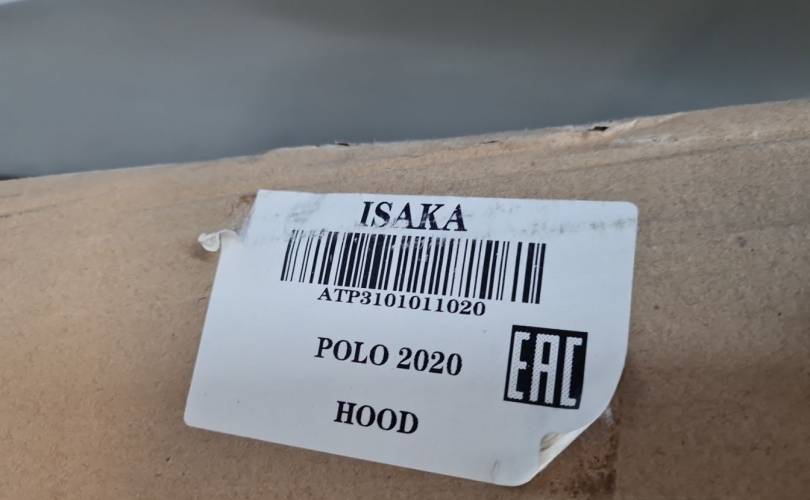 ISAKA
ATP3101011020
POLO 2020
EAC
HOOD